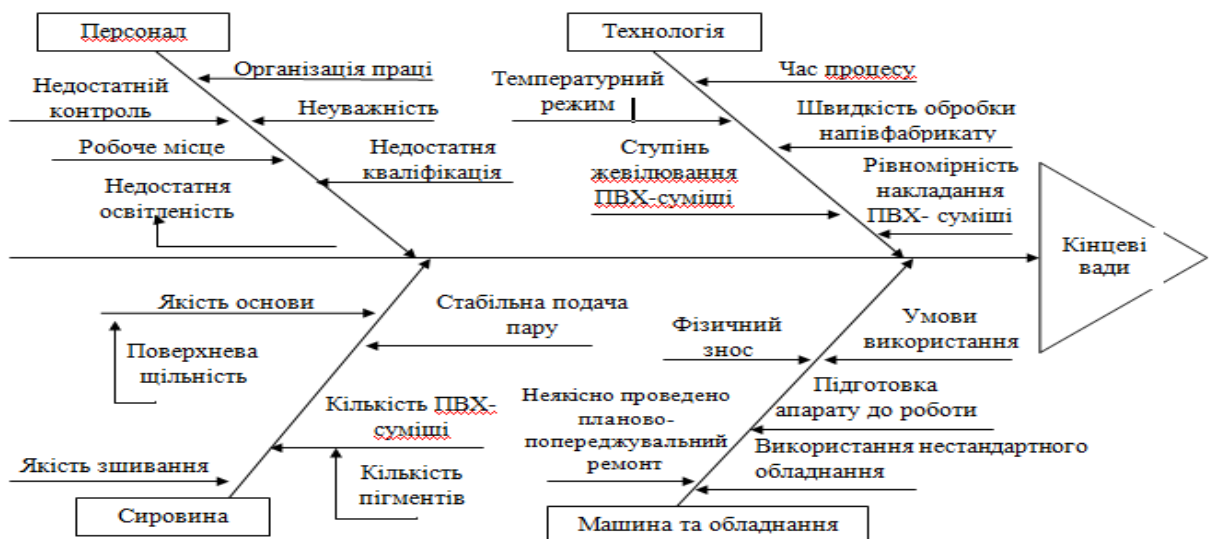 Персонал
Організація праці
Недостатній
контроль
Неуважність
Робоче місце
Недостатня
кваліфікація
Недостатня
освітленість
Технологія
Час процесу
Температурний
режим
Швидкість обробки
напівфабрикату
Ступінь
жевілювання
ПВХ-суміші
Рівномірність
накладання
ПВХ- суміші
Кінцеві
вади
Якість основи
Стабільна подача
пару
Поверхнева
щільність
Кількість ПВХ-
суміші
Якість зшивання
Кількість
пігментів
Сировина
Фізичний
знос
Умови
використання
Підготовка
апарату до роботи
Неякісно проведено
планово-
попереджувальний
ремонт
Використання нестандартного
обладнання
Машина та обладнання